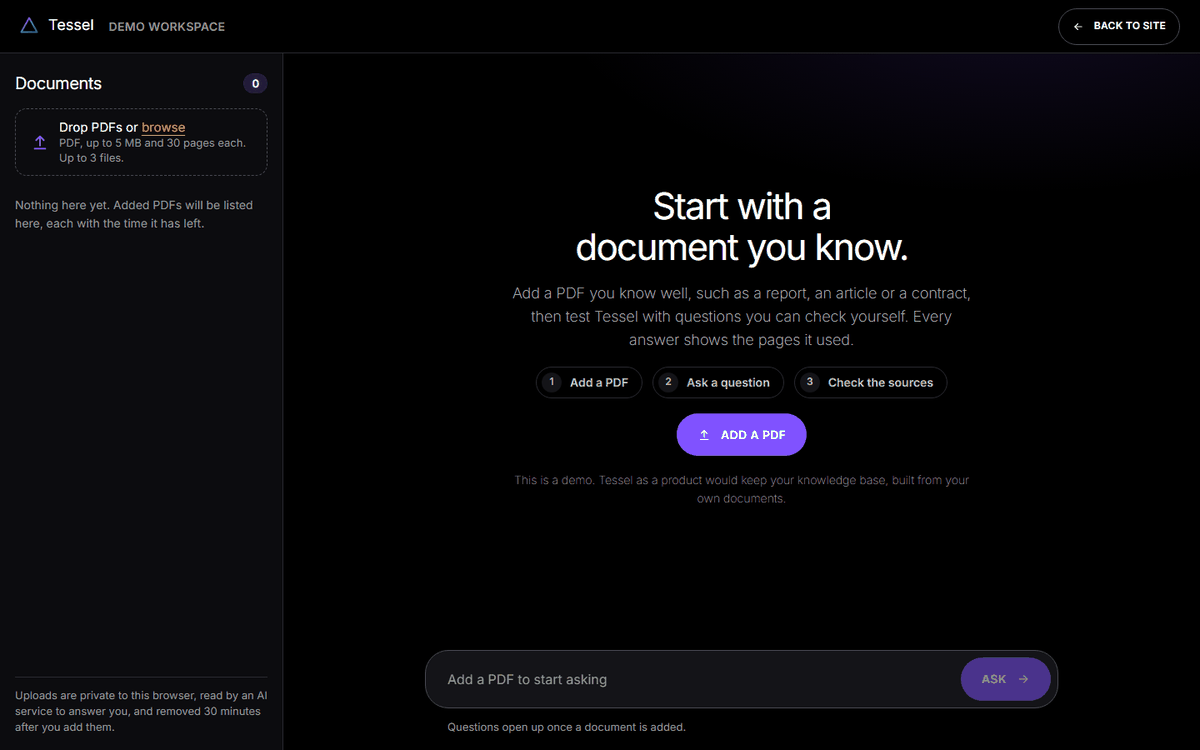 Tessel DEMO WORKSPACE
← BACK TO SITE
Documents 0
Drop PDFs or browse
PDF, up to 5 MB and 30 pages each.
Up to 3 files.
Nothing here yet. Added PDFs will be listed
here, each with the time it has left.
Start with a
document you know.
Add a PDF you know well, such as a report, an article or a contract,
then test Tessel with questions you can check yourself. Every
answer shows the pages it used.
1 Add a PDF 2 Ask a question 3 Check the sources
ADD A PDF
This is a demo. Tessel as a product would keep your knowledge base, built from your
own documents.
Add a PDF to start asking ASK →
Questions open up once a document is added.
Uploads are private to this browser, read by an AI
service to answer you, and removed 30 minutes
after you add them.